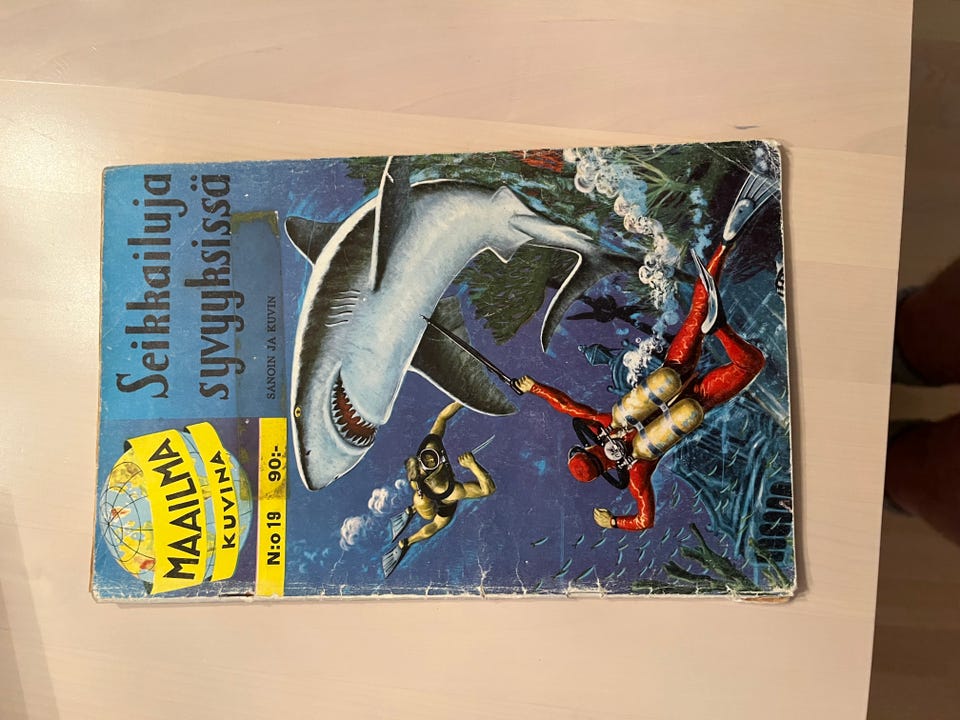 MAAILMA
KUVINA
N:o 19 90:-
Seikkailuja
syvyyksissä
SANOIN JA KUVIN